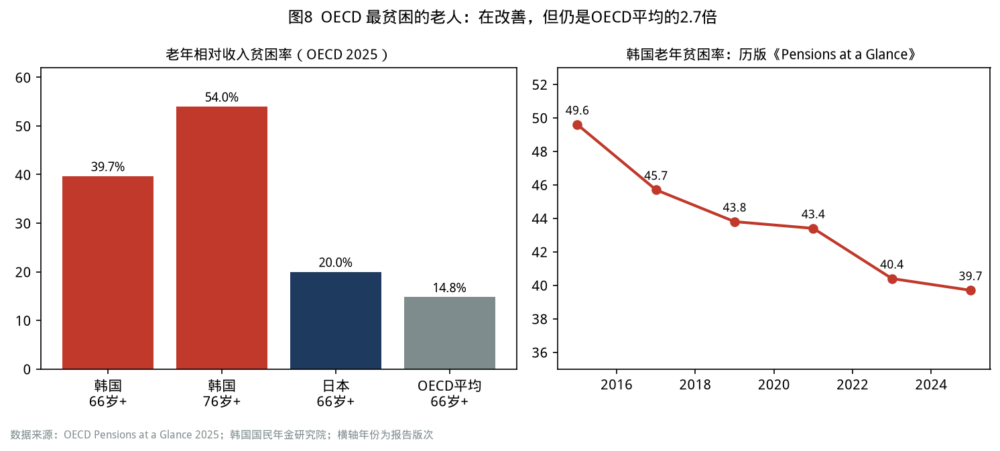 图8 OECD 最贫困的老人：在改善，但仍是OECD平均的2.7倍
老年相对收入贫困率（OECD 2025）
60
50
40
30
20
10
0
39.7%
54.0%
20.0%
14.8%
韩国
66岁+
韩国
76岁+
日本
66岁+
OECD平均
66岁+
韩国老年贫困率：历版《Pensions at a Glance》
52
50
48
46
44
42
40
38
36
49.6
45.7
43.8
43.4
40.4
39.7
2016
2018
2020
2022
2024
数据来源：OECD Pensions at a Glance 2025；韩国国民年金研究院；横轴年份为报告版次